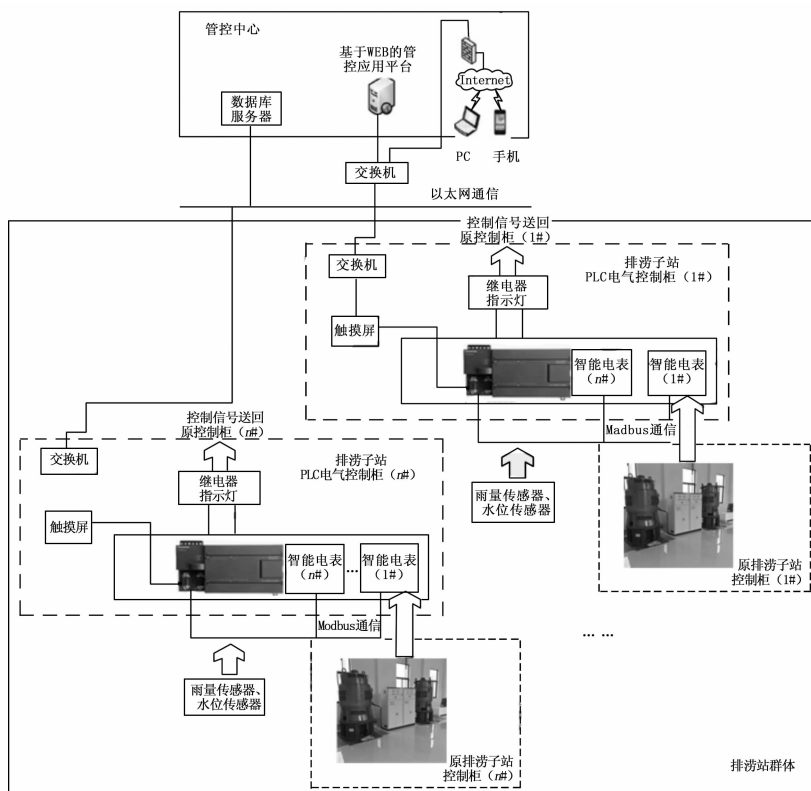 管控中心
基于WEB的管
控应用平台
Internet
数据库
服务器
PC
手机
交换机
以太网通信
控制信号送回
原控制柜（1#）
排涝子站
PLC电气控制柜（1#）
交换机
继电器
指示灯
触摸屏
智能电表
（n#）
智能电表
（1#）
Madbus通信
雨量传感器、
水位传感器
原排涝子站
控制柜（1#）
控制信号送回
原控制柜（n#）
排涝子站
PLC电气控制柜（n#）
交换机
继电器
指示灯
触摸屏
智能电表
（n#）
...
智能电表
（1#）
Modbus通信
雨量传感器、
水位传感器
原排涝子站
控制柜（n#）
... ...
排涝站群体